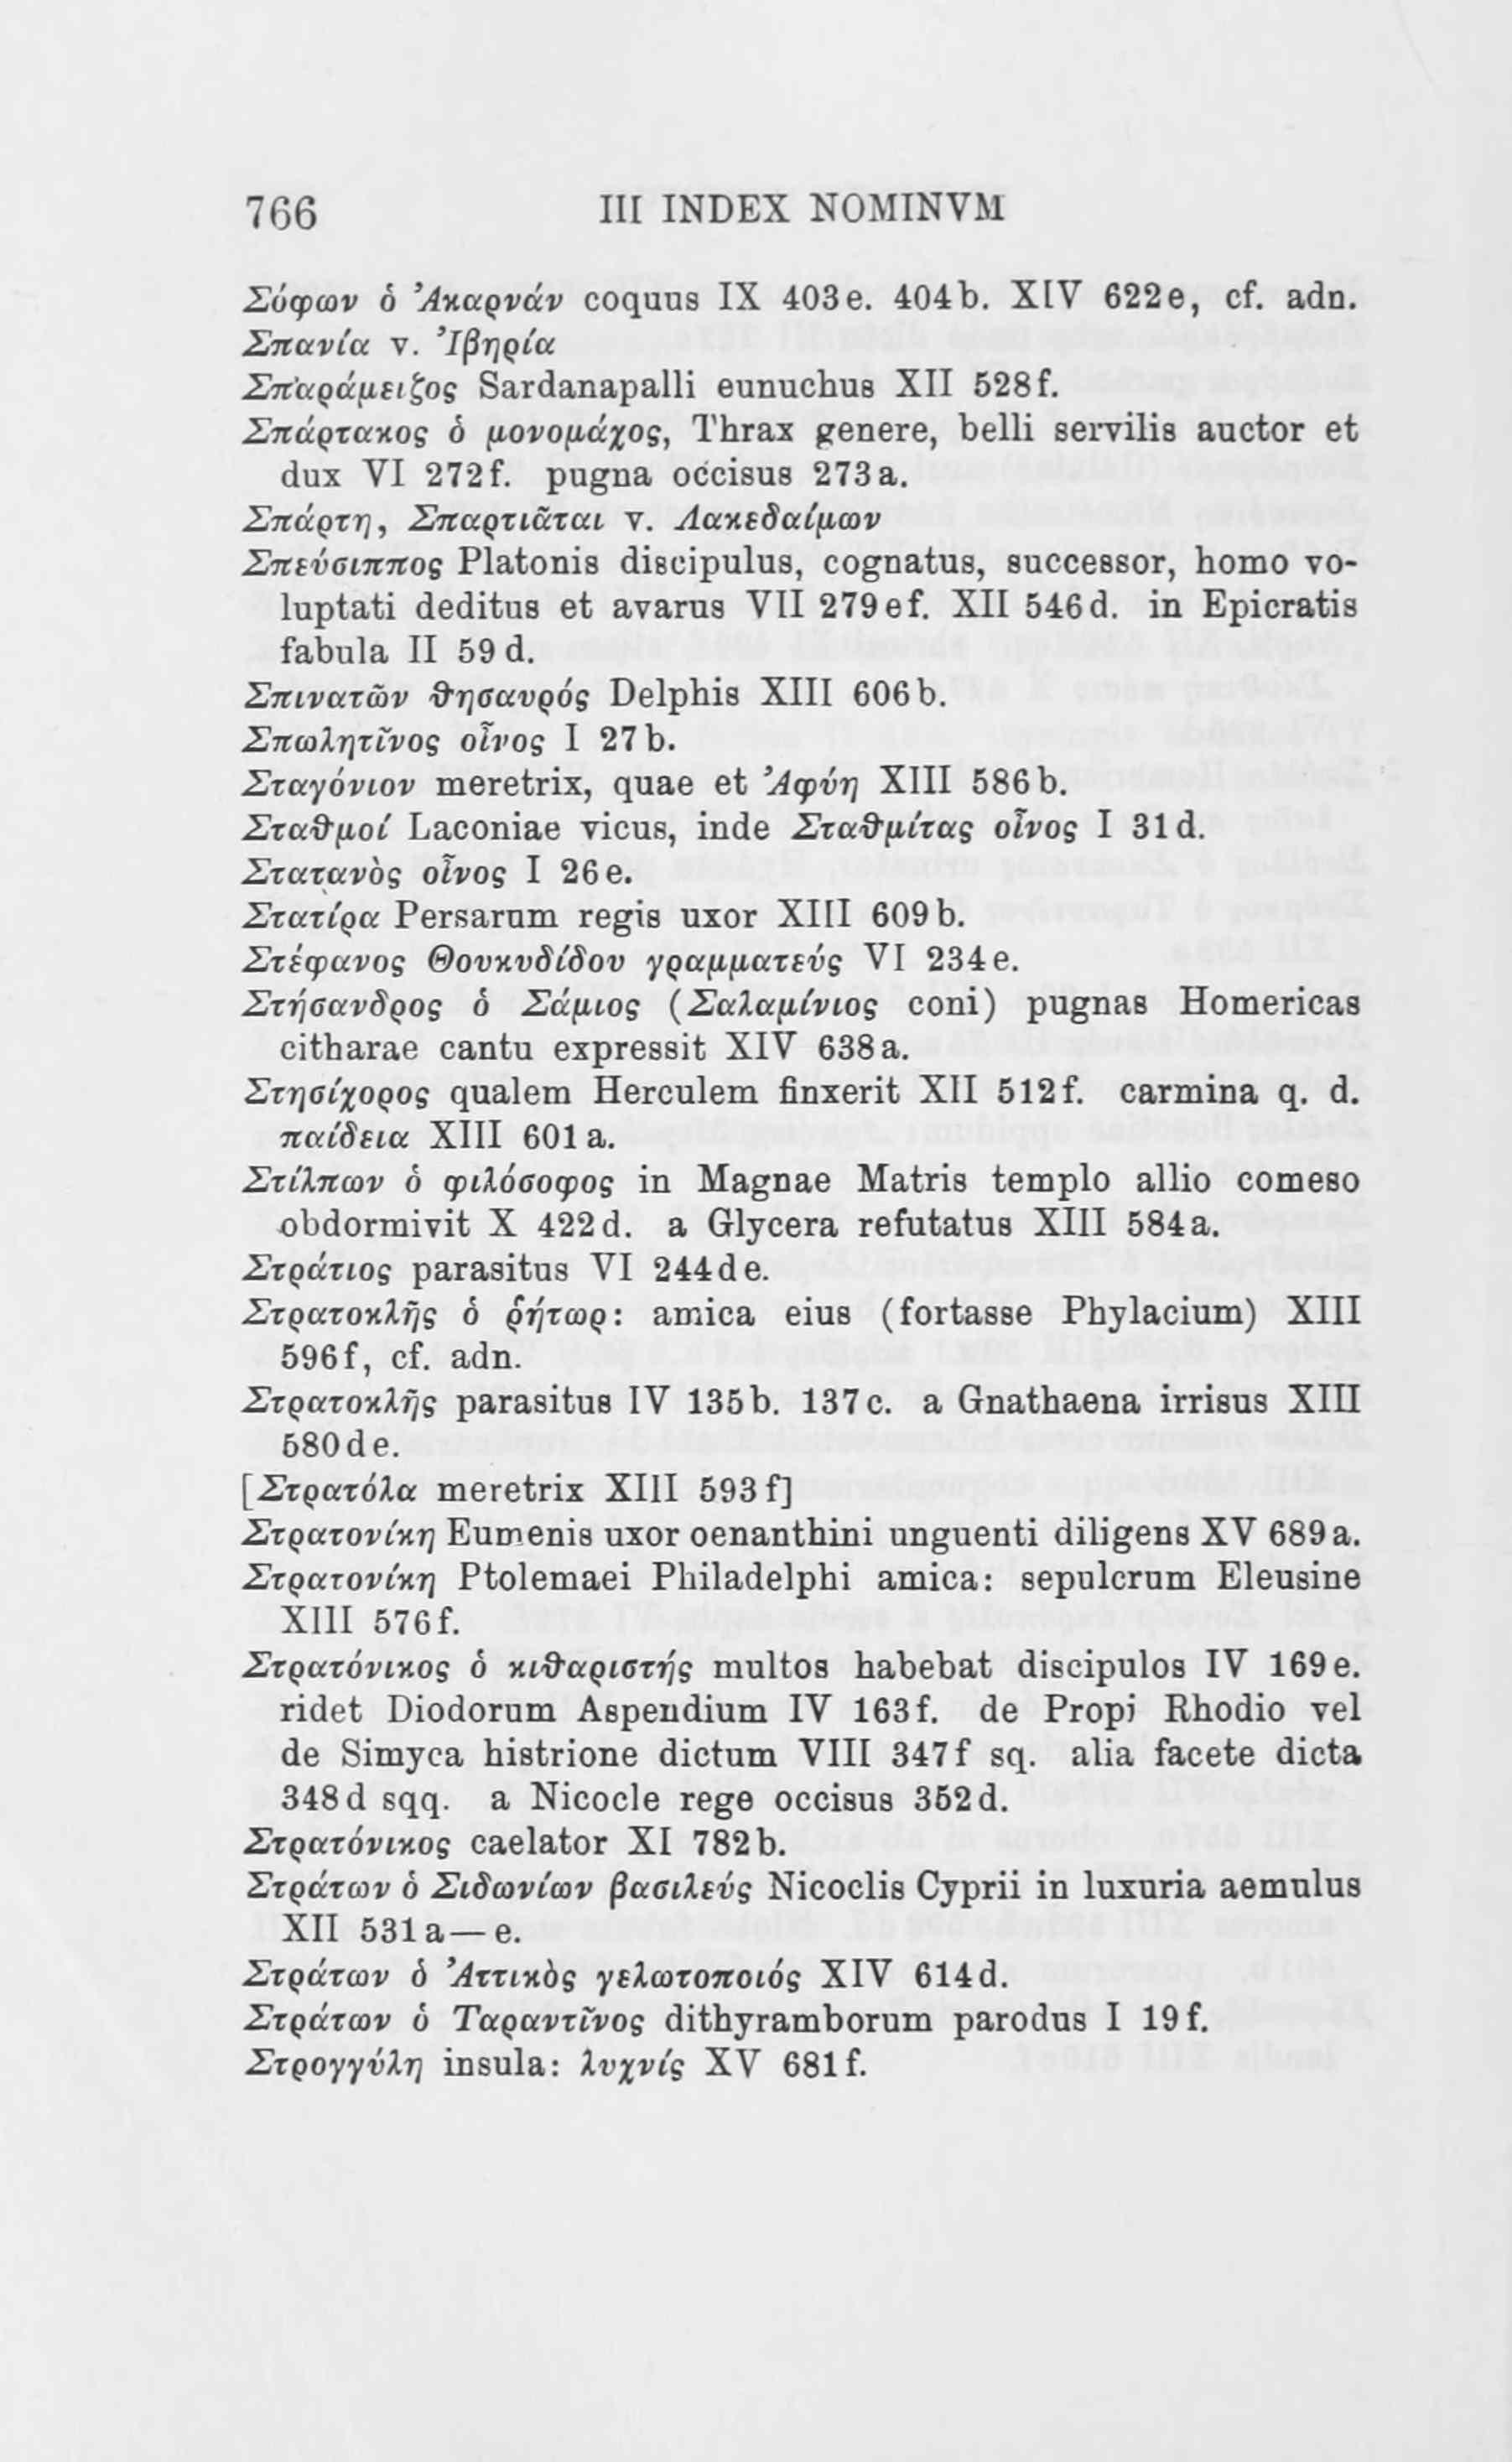 766 III INDEX NOMINVM
Σόφων ὁ Ἀκαρνάν coquus IX 403e. 404b. XIV 622e, cf. adn.
Σπανία v. Ἰβηρία
Σπαράμειζος Sardanapalli eunuchus XII 528f.
Σπάρτακος ὁ μονομάχος, Thrax genere, belli servilis auctor et
dux VI 272f. pugna occisus 273a.
Σπάρτη, Σπαρτιᾶται v. Λακεδαίμων
Σπεύσιππος Platonis discipulus, cognatus, successor, homo vo-
luptati deditus et avarus VII 279ef. XII 546d. in Epicratis
fabula II 59d.
Σπινατῶν θησαυρός Delphis XIII 606b.
Σπωλητῖνος οἶνος I 27b.
Σταγόνιον meretrix, quae et Ἀφύη XIII 586b.
Σταθμοί Laconiae vicus, inde Σταθμίτας οἶνος I 31d.
Στατανὸς οἶνος I 26e.
Στατίρα Persarum regis uxor XIII 609b.
Στέφανος Θουκυδίδου γραμματεύς VI 234e.
Στήσανδρος ὁ Σάμιος (Σαλαμίνιος coni) pugnas Homericas
citharae cantu expressit XIV 638a.
Στησίχορος qualem Herculem finxerit XII 512f. carmina q. d.
παίδεια XIII 601a.
Στίλπων ὁ φιλόσοφος in Magnae Matris templo allio comeso
obdormivit X 422d. a Glycera refutatus XIII 584a.
Στράτιος parasitus VI 244de.
Στρατοκλῆς ὁ ῥήτωρ: amica eius (fortasse Phylacium) XIII
596f, cf. adn.
Στρατοκλῆς parasitus IV 135b. 137c. a Gnathaena irrisus XIII
580de.
[Στρατόλα meretrix XIII 593f]
Στρατονίκη Eumenis uxor oenanthini unguenti diligens XV 689a.
Στρατονίκη Ptolemaei Philadelphi amica: sepulcrum Eleusine
XIII 576f.
Στρατόνικος ὁ κιθαριστής multos habebat discipulos IV 169e.
ridet Diodorum Aspendium IV 163f. de Propi Rhodio vel
de Simyca histrione dictum VIII 347f sq. alia facete dicta
348d sqq. a Nicocle rege occisus 352d.
Στρατόνικος caelator XI 782b.
Στράτων ὁ Σιδωνίων βασιλεύς Nicoclis Cyprii in luxuria aemulus
XII 531a—e.
Στράτων ὁ Ἀττικὸς γελωτοποιός XIV 614d.
Στράτων ὁ Ταραντῖνος dithyramborum parodus I 19f.
Στρογγύλη insula: λυχνίς XV 681f.